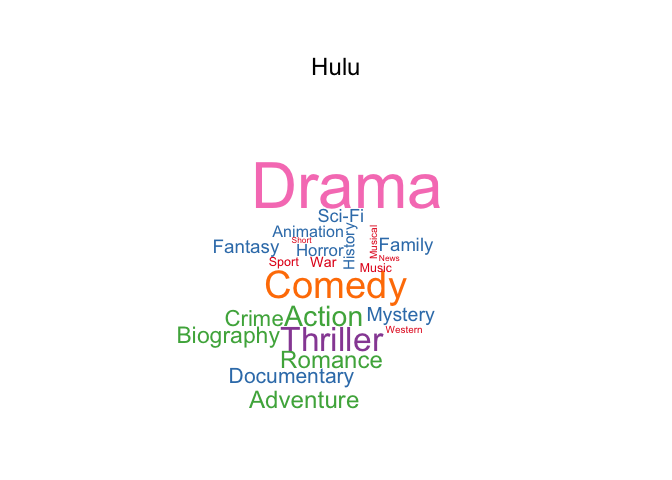 Hulu
Drama
Sci-Fi
Animation
Short
Fantasy
Horror
History
Musical
Family
News
Sport
War
Music
Comedy
Crime
Action
Mystery
Biography
Thriller
Western
Romance
Documentary
Adventure